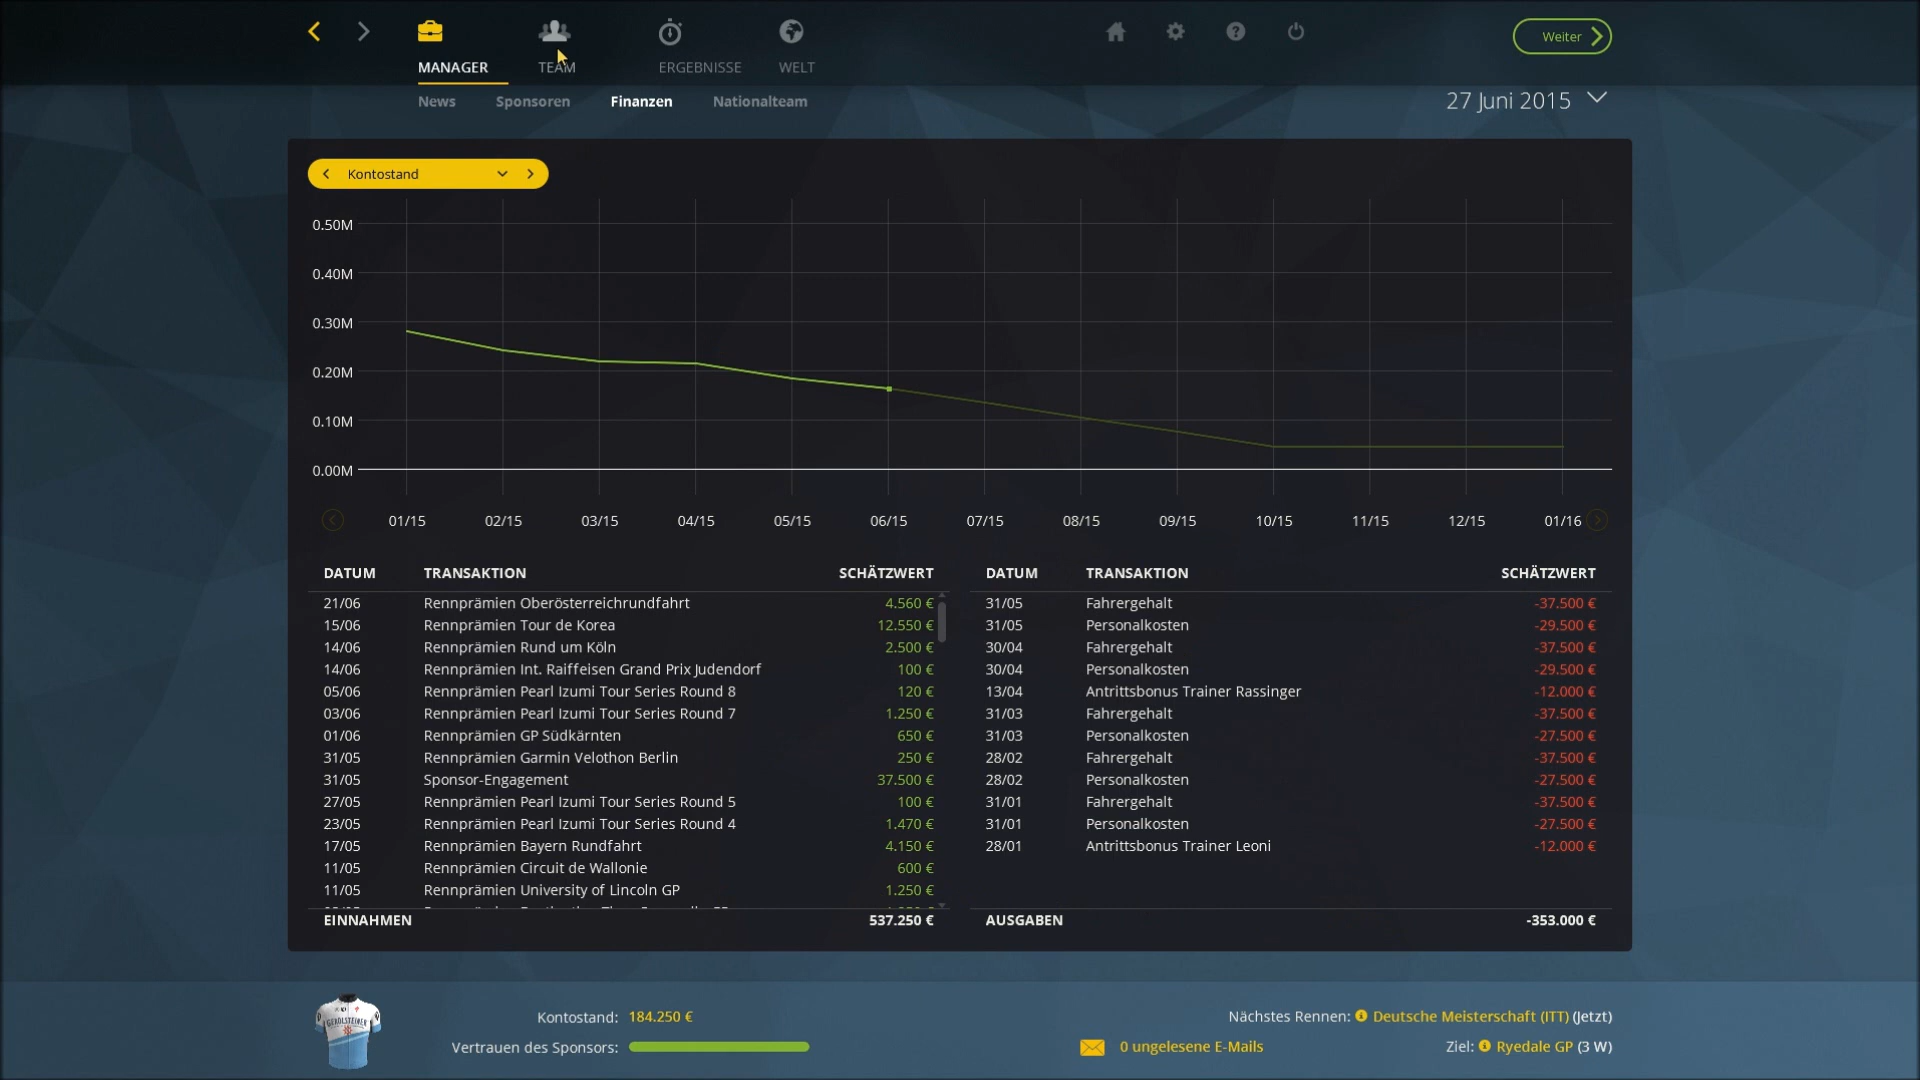 MANAGER TEAM ERGEBNISSE WELT Weiter
News Sponsoren Finanzen Nationalteam 27 Juni 2015
Kontostand
0.50M
0.40M
0.30M
0.20M
0.10M
0.00M
01/15 02/15 03/15 04/15 05/15 06/15 07/15 08/15 09/15 10/15 11/15 12/15 01/16
DATUM TRANSAKTION SCHÄTZWERT
21/06 Rennprämien Oberösterreichrundfahrt 4.560 €
15/06 Rennprämien Tour de Korea 12.550 €
14/06 Rennprämien Rund um Köln 2.500 €
14/06 Rennprämien Int. Raiffeisen Grand Prix Judendorf 100 €
05/06 Rennprämien Pearl Izumi Tour Series Round 8 120 €
03/06 Rennprämien Pearl Izumi Tour Series Round 7 1.250 €
01/06 Rennprämien GP Südkärnten 650 €
31/05 Rennprämien Garmin Velothon Berlin 250 €
31/05 Sponsor-Engagement 37.500 €
27/05 Rennprämien Pearl Izumi Tour Series Round 5 100 €
23/05 Rennprämien Pearl Izumi Tour Series Round 4 1.470 €
17/05 Rennprämien Bayern Rundfahrt 4.150 €
11/05 Rennprämien Circuit de Wallonie 600 €
11/05 Rennprämien University of Lincoln GP 1.250 €
EINNAHMEN 537.250 €
DATUM TRANSAKTION SCHÄTZWERT
31/05 Fahrergehalt -37.500 €
31/05 Personalkosten -29.500 €
30/04 Fahrergehalt -37.500 €
30/04 Personalkosten -29.500 €
13/04 Antrittsbonus Trainer Rassinger -12.000 €
31/03 Fahrergehalt -37.500 €
31/03 Personalkosten -27.500 €
28/02 Fahrergehalt -37.500 €
28/02 Personalkosten -27.500 €
31/01 Fahrergehalt -37.500 €
31/01 Personalkosten -27.500 €
28/01 Antrittsbonus Trainer Leoni -12.000 €
AUSGABEN -353.000 €
GEROLSTEINER
Kontostand: 184.250 €
Vertrauen des Sponsors:
Nächstes Rennen: Deutsche Meisterschaft (ITT) (Jetzt)
0 ungelesene E-Mails Ziel: Ryedale GP (3 W)